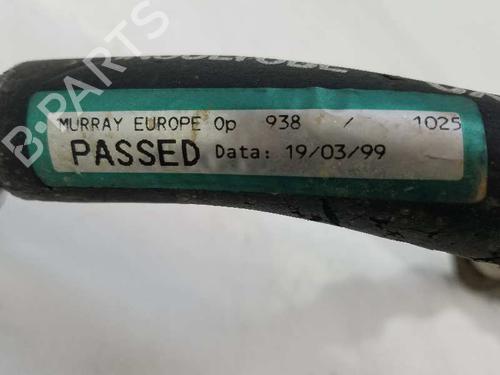 MURRAY EUROPE Op 938 / 1025
PASSED Data: 19/03/99
B-PARTS